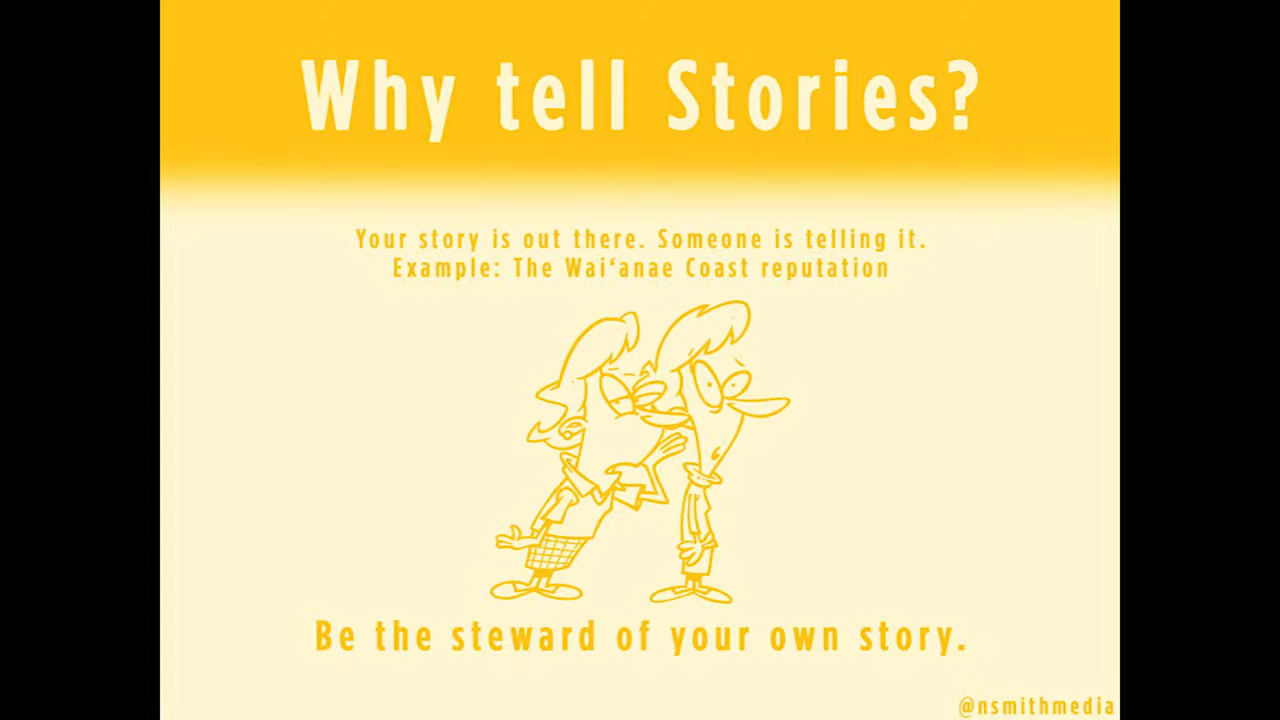 Why tell Stories?
Your story is out there. Someone is telling it.
Example: The Wai‘anae Coast reputation
Be the steward of your own story.
@nsmithmedia